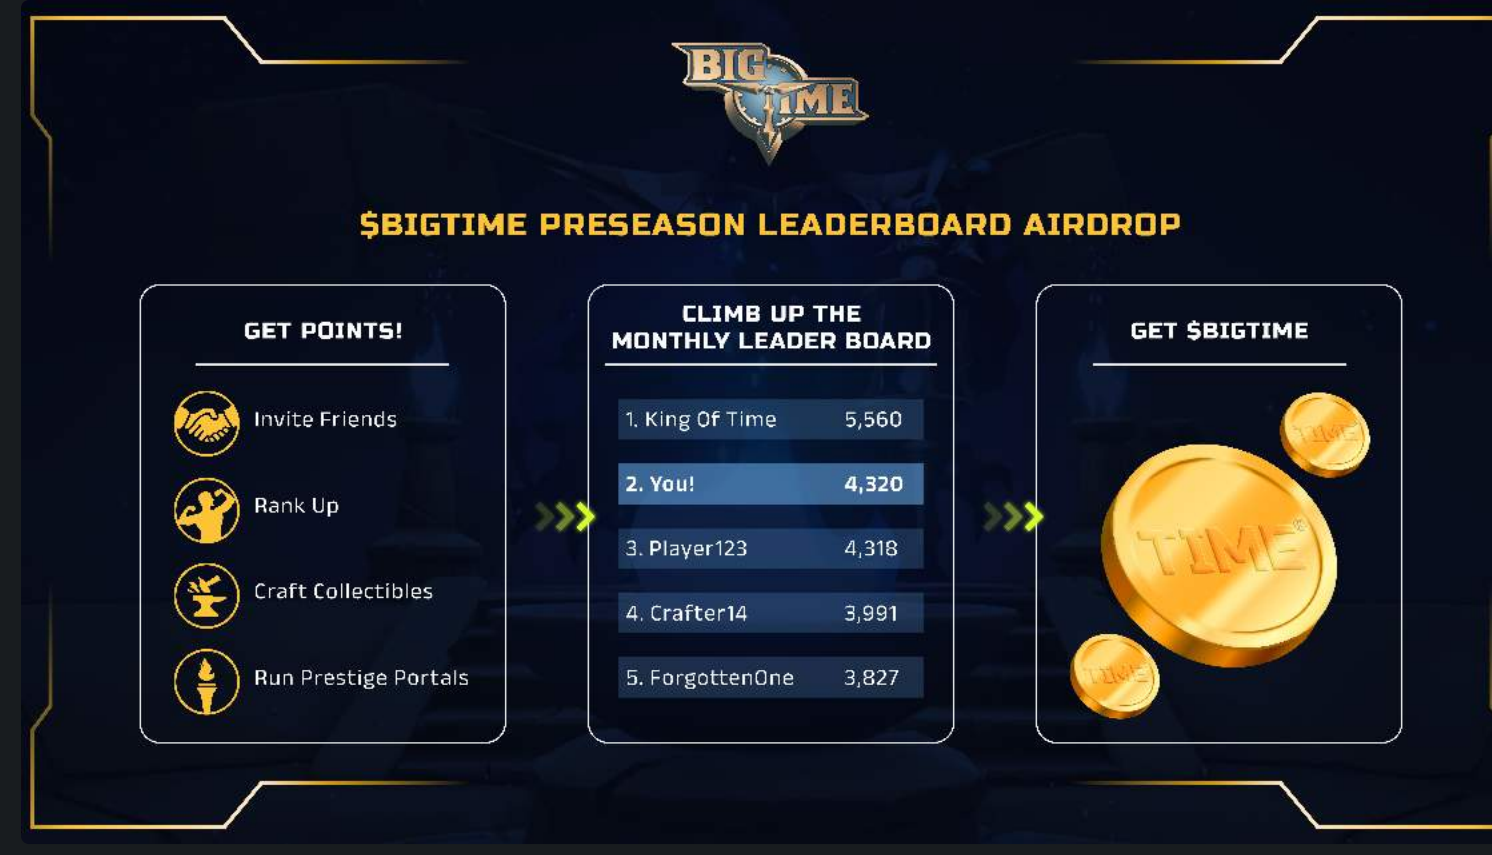 BIG
TIME
$BIGTIME PRESEASON LEADERBOARD AIRDROP
GET POINTS!
Invite Friends
Rank Up
Craft Collectibles
Run Prestige Portals
CLIMB UP THE
MONTHLY LEADER BOARD
1. King Of Time 5,560
2. You! 4,320
3. Player123 4,318
4. Crafter14 3,991
5. ForgottenOne 3,827
GET $BIGTIME
TIME
TIME®
TIME